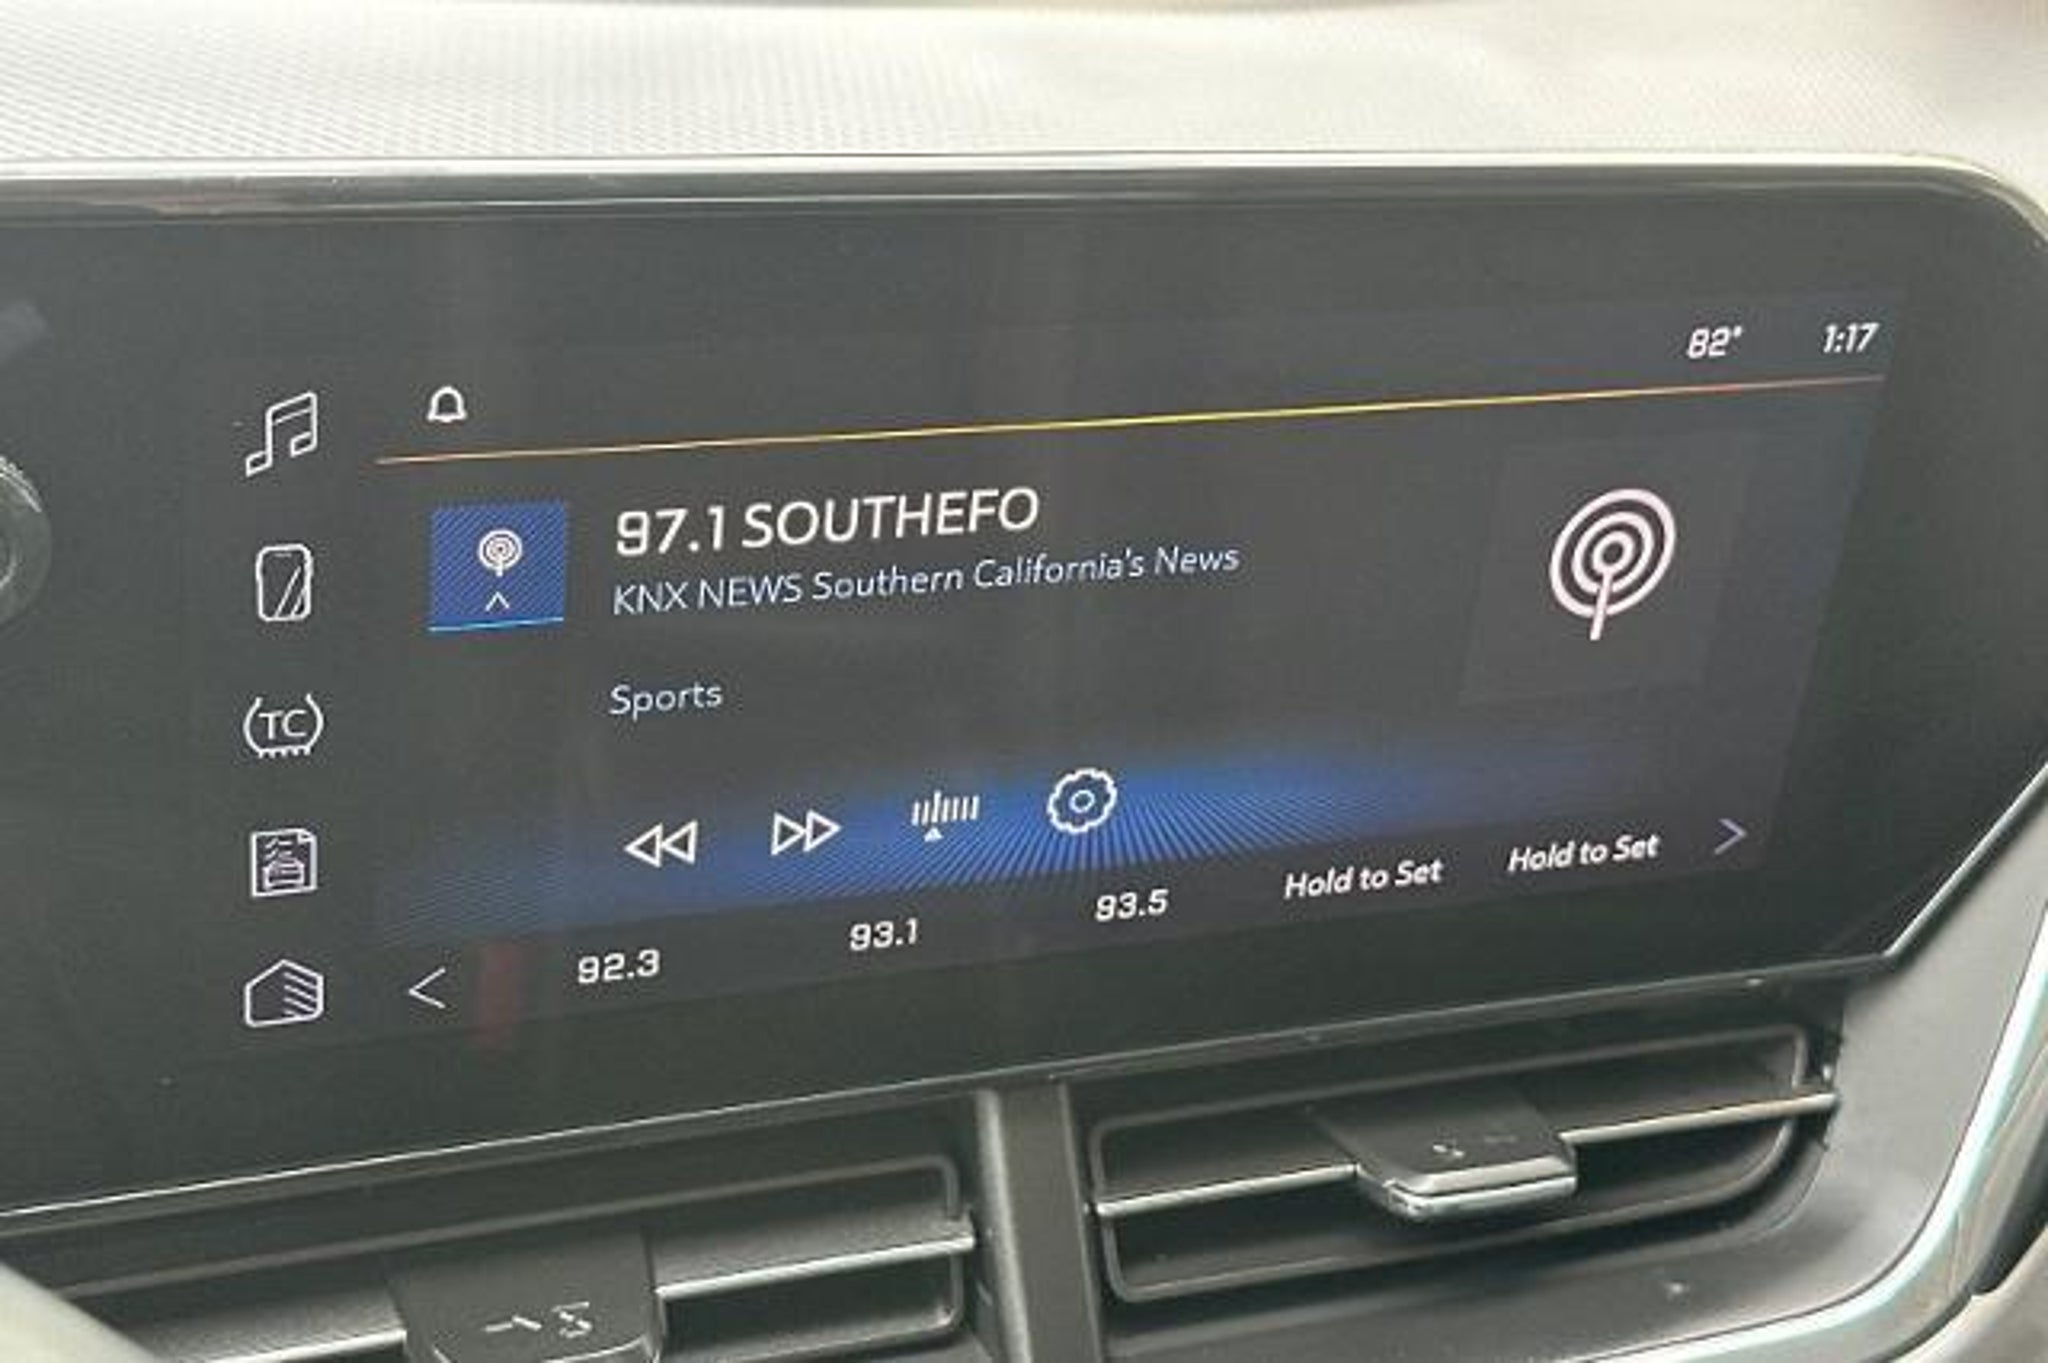 82° 1:17
97.1 SOUTHEFO
KNX NEWS Southern California's News
Sports
TC
92.3 93.1 93.5 Hold to Set Hold to Set